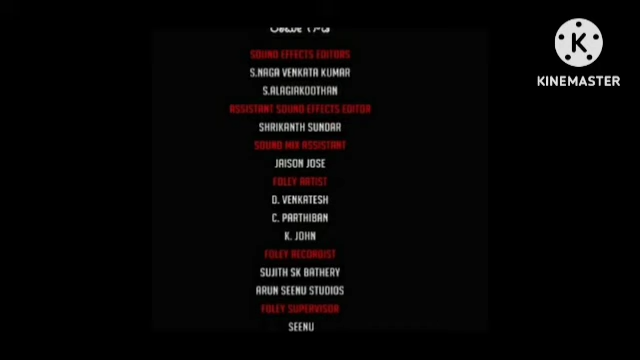 SOUND EFFECTS EDITORS
S.NAGA VENKATA KUMAR
S.ALAGIAKOOTHAN
ASSISTANT SOUND EFFECTS EDITOR
SHRIKANTH SUNDAR
SOUND MIX ASSISTANT
JAISON JOSE
FOLEY ARTIST
D. VENKATESH
C. PARTHIBAN
K. JOHN
FOLEY RECORDIST
SUJITH SK BATHERY
ARUN SEENU STUDIOS
FOLEY SUPERVISOR
SEENU
K
KINEMASTER